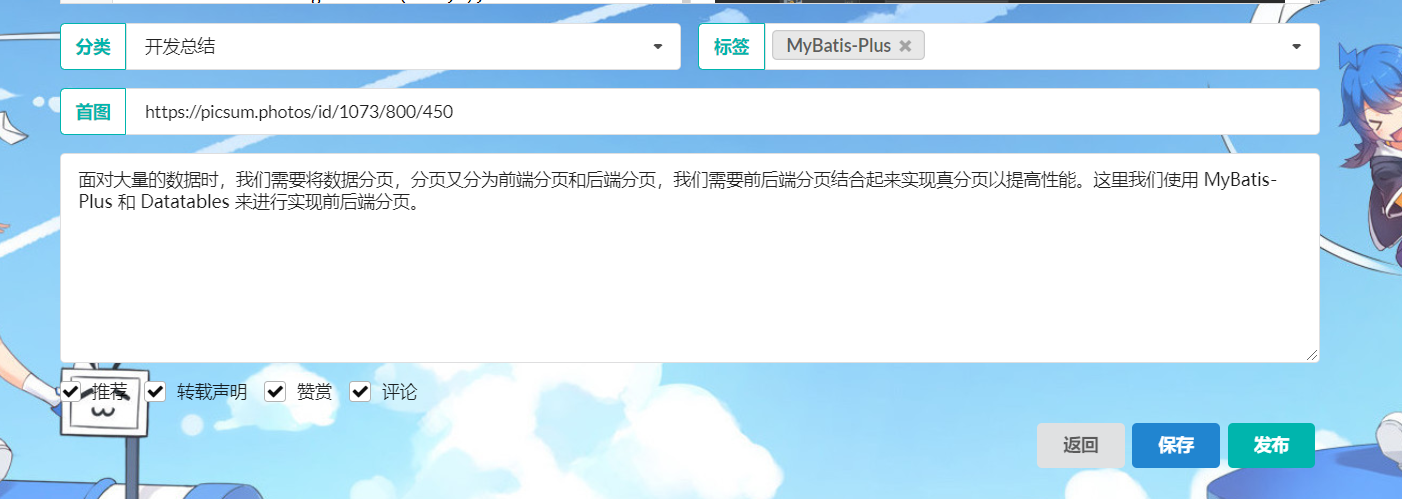 分类 开发总结 标签 MyBatis-Plus
首图 https://picsum.photos/id/1073/800/450
面对大量的数据时，我们需要将数据分页，分页又分为前端分页和后端分页，我们需要前后端分页结合起来实现真分页以提高性能。这里我们使用 MyBatis-
Plus 和 Datatables 来进行实现前后端分页。
推荐 转载声明 赞赏 评论
返回 保存 发布